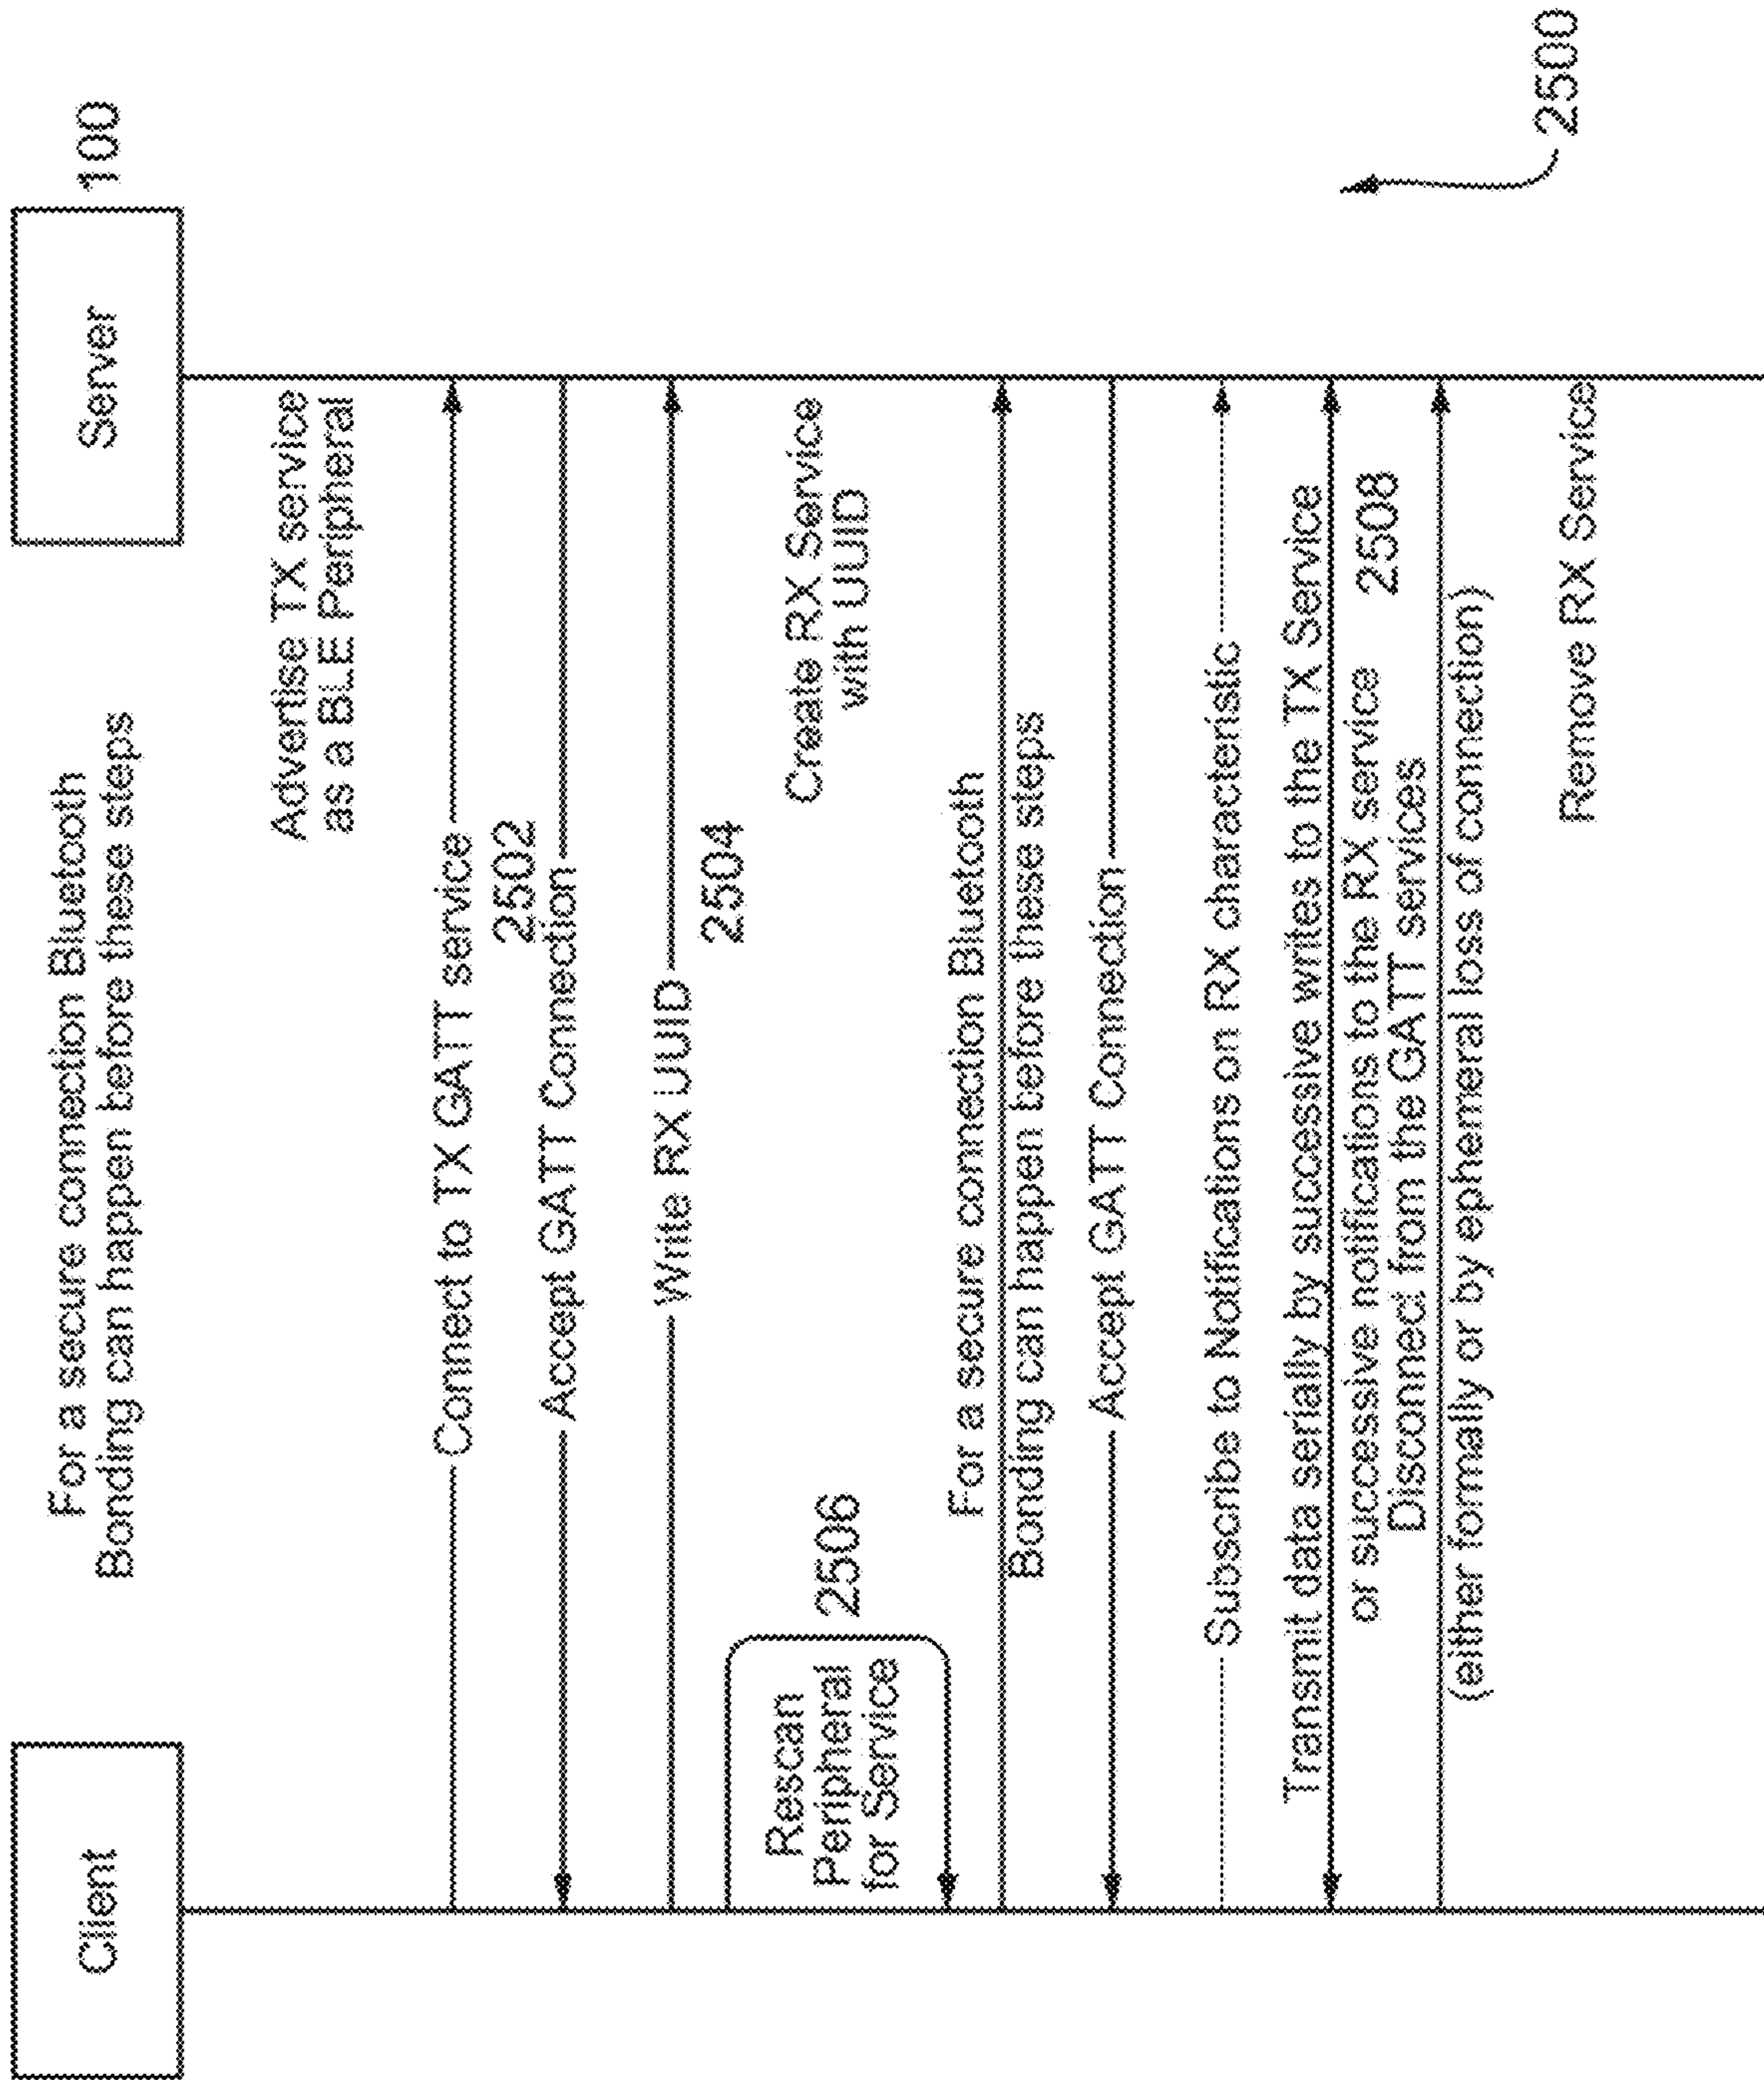 Client
Server
100
For a secure connection Bluetooth
Bonding can happen before these steps
Advertise TX service
as a BLE Peripheral
Connect to TX GATT service
2502
Accept GATT Connection
Write RX UUID
2504
Rescan
Peripheral
for Service
2506
Create RX Service
with UUID
For a secure connection Bluetooth
Bonding can happen before these steps
Accept GATT Connection
Subscribe to Notifications on RX characteristic
Transmit data serially by successive writes to the TX Service
or successive notifications to the RX service
2508
Disconnect from the GATT services
(either formally or by ephemeral loss of connection)
Remove RX Service
2500